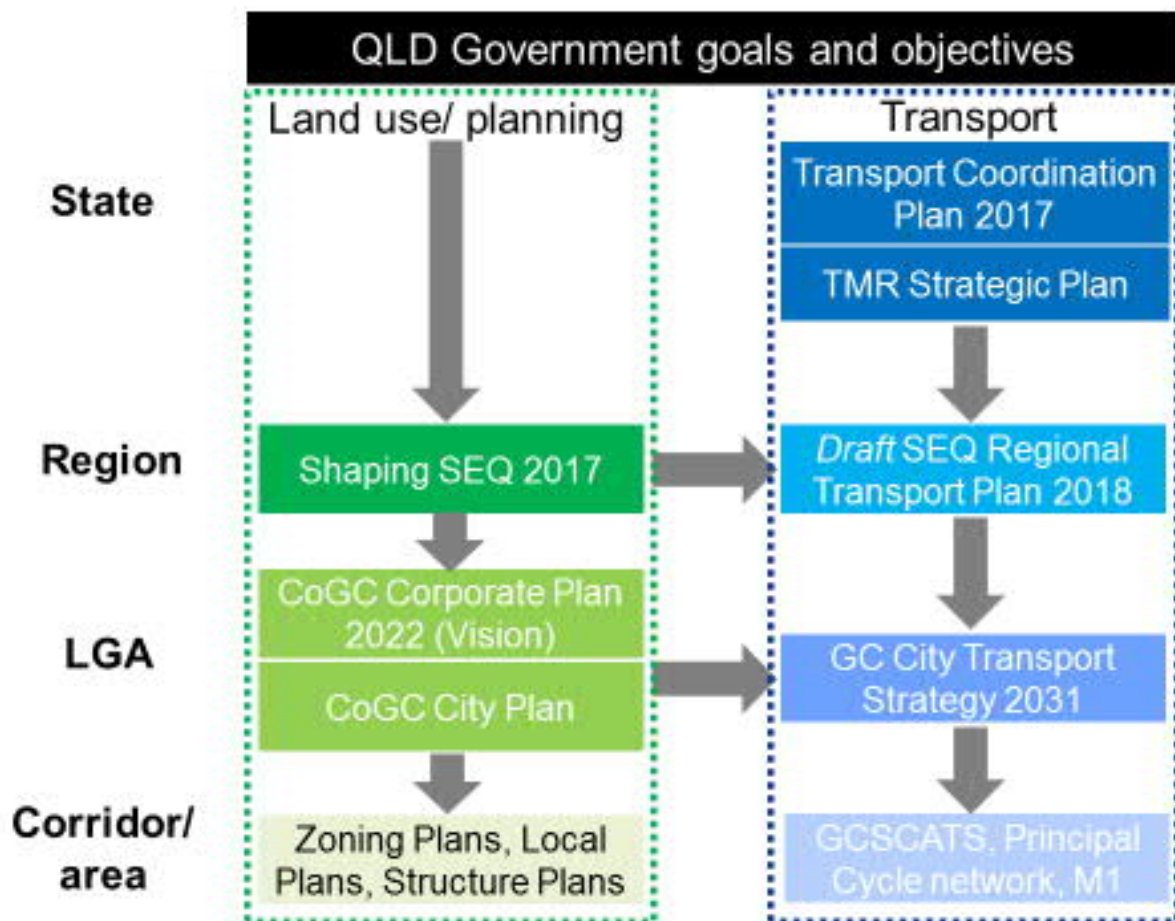 QLD Government goals and objectives
Land use/ planning
Transport
State
Transport Coordination
Plan 2017
TMR Strategic Plan
Region
Shaping SEQ 2017
Draft SEQ Regional
Transport Plan 2018
LGA
CoGC Corporate Plan
2022 (Vision)
CoGC City Plan
GC City Transport
Strategy 2031
Corridor/
area
Zoning Plans, Local
Plans, Structure Plans
GCSCATS, Principal
Cycle network, M1